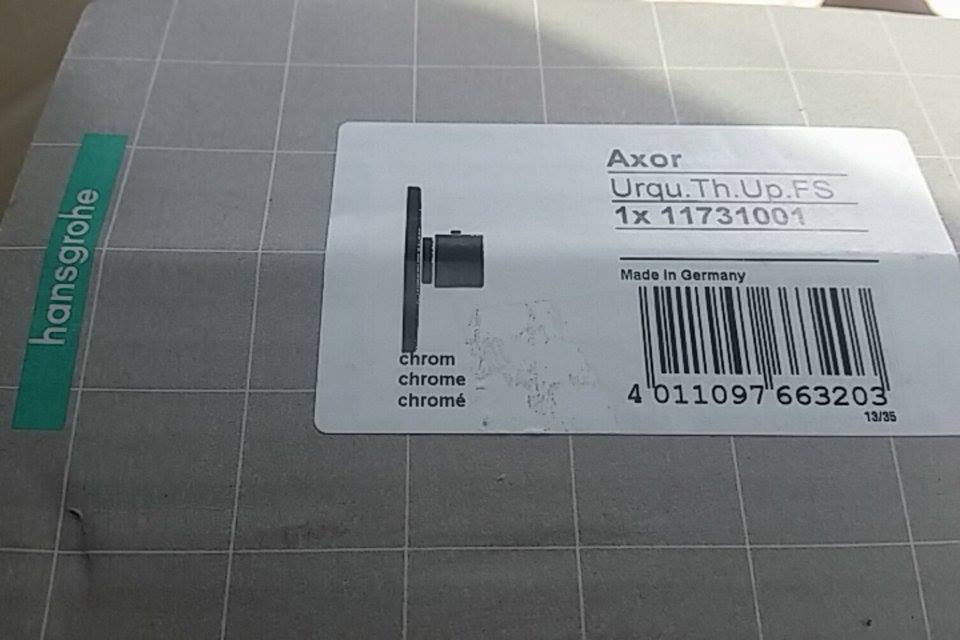 hansgrohe
Axor
Urqu.Th.Up.FS
1x 11731001
Made in Germany
chrom
chrome
chromé
4 011097 663203
13/35